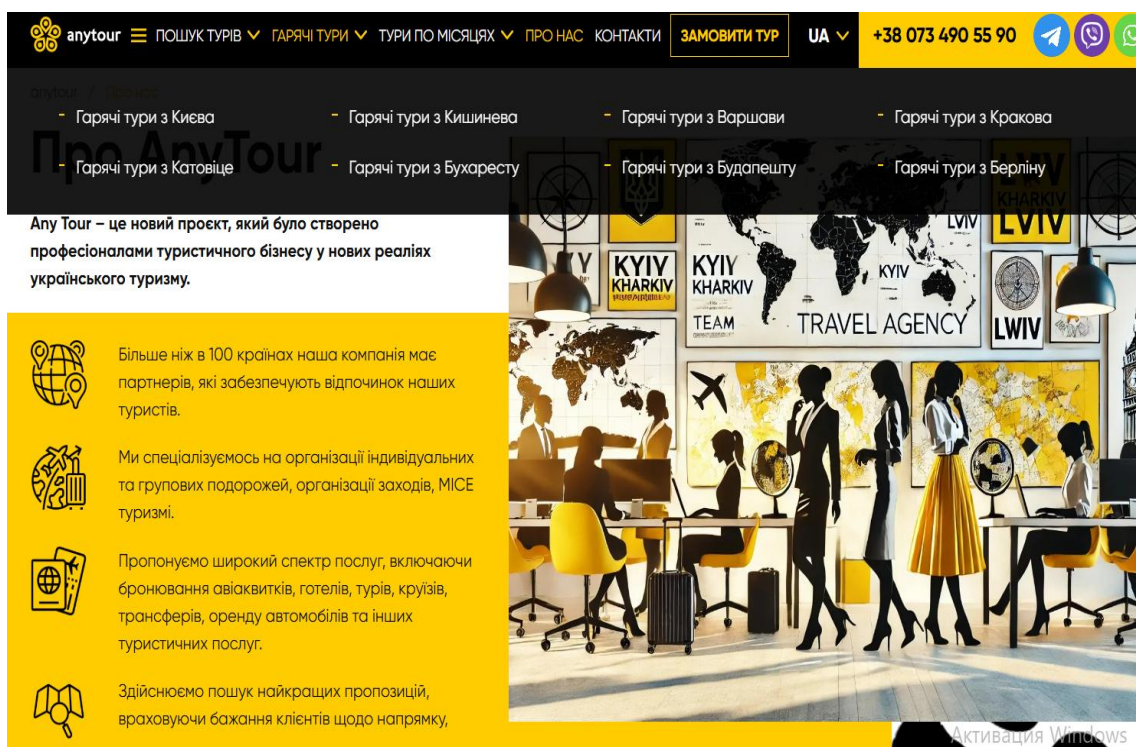 anytour ПОШУК ТУРІВ ГАРЯЧІ ТУРИ ТУРИ ПО МІСЯЦЯХ ПРО НАС КОНТАКТИ ЗАМОВИТИ ТУР UA +38 073 490 55 90
anytour / Про нас
- Гарячі тури з Києва - Гарячі тури з Кишинева - Гарячі тури з Варшави - Гарячі тури з Кракова
Про AnyTour
- Гарячі тури з Катовіце - Гарячі тури з Бухаресту - Гарячі тури з Будапешту - Гарячі тури з Берліну
Any Tour – це новий проєкт, який було створено
професіоналами туристичного бізнесу у нових реаліях
українського туризму.
Більше ніж в 100 країнах наша компанія має
партнерів, які забезпечують відпочинок наших
туристів.
Ми спеціалізуємось на організації індивідуальних
та групових подорожей, організації заходів, MICE
туризмі.
Пропонуємо широкий спектр послуг, включаючи
бронювання авіаквитків, готелів, турів, круїзів,
трансферів, оренду автомобілів та інших
туристичних послуг.
Здійснюємо пошук найкращих пропозицій,
враховуючи бажання клієнтів щодо напрямку,
KHARKIV
LVIV
LVIV
KYIV
KHARKIV
KYIV
KHARKIV
KYIV
TEAM
TRAVEL AGENCY
LWIV
Активация Windows